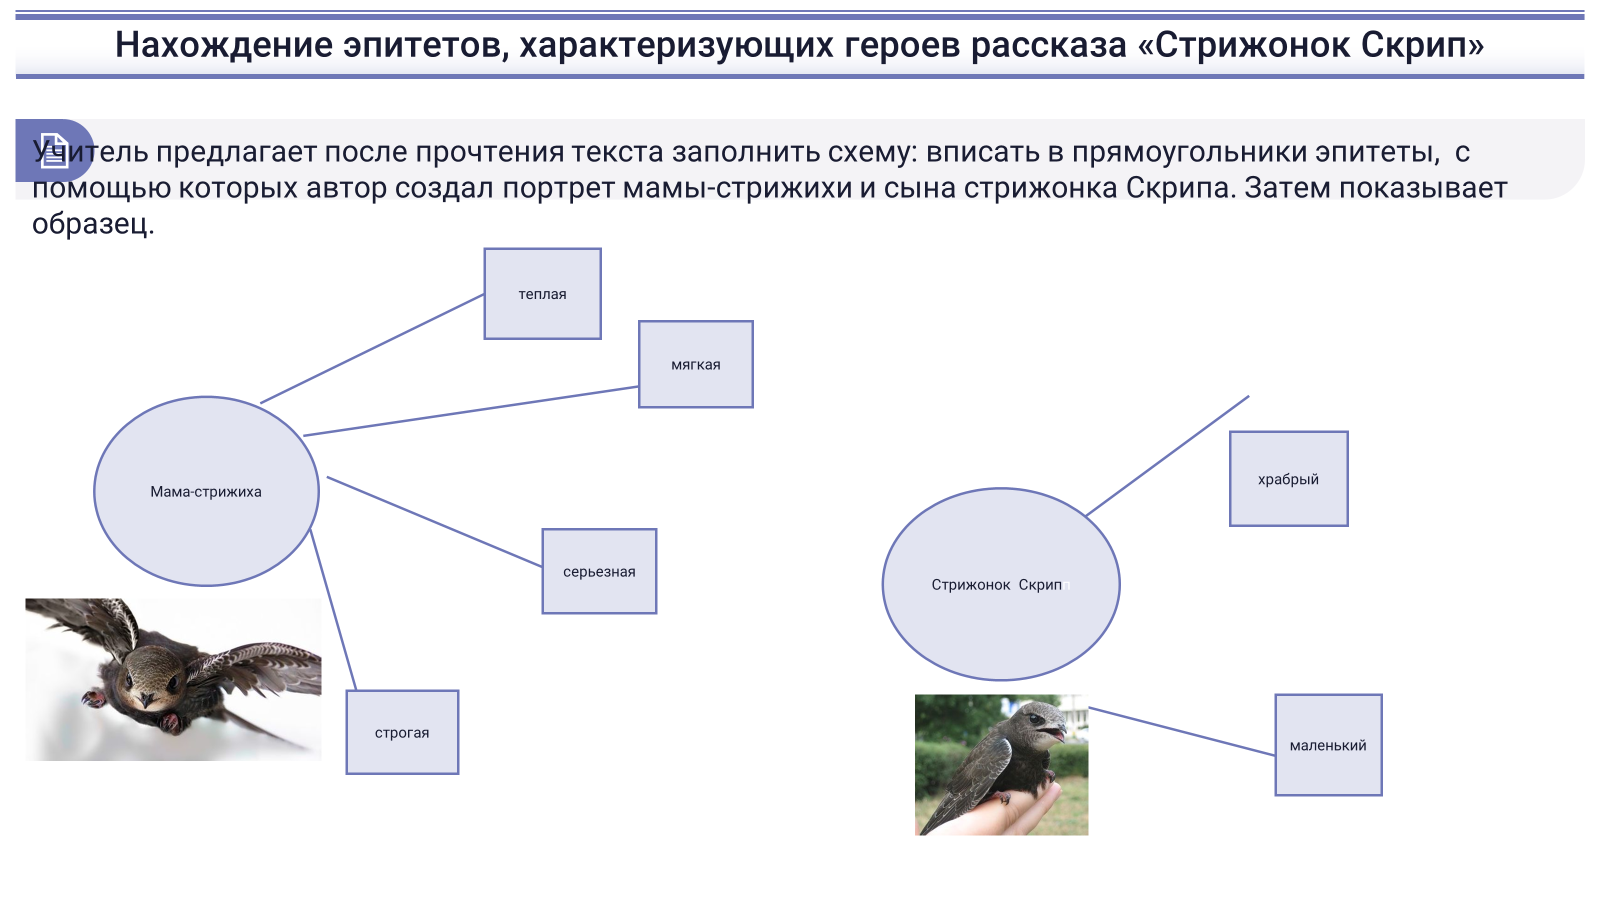 Нахождение эпитетов, характеризующих героев рассказа «Стрижонок Скрип»
Учитель предлагает после прочтения текста заполнить схему: вписать в прямоугольники эпитеты,  с
помощью которых автор создал портрет мамы-стрижихи и сына стрижонка Скрипа. Затем показывает
образец.
теплая
мягкая
Мама-стрижиха
серьезная
строгая
храбрый
Стрижонок  Скрипп
маленький